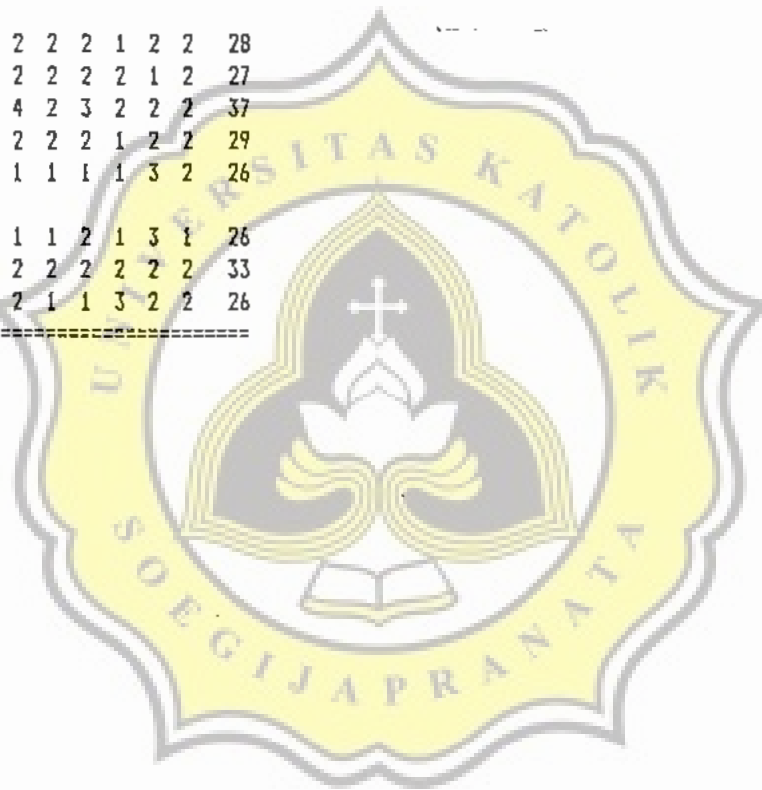 2 2 2 1 2 2 28
2 2 2 2 1 2 27
4 2 3 2 2 2 37
2 2 2 1 2 2 29
1 1 1 1 3 2 26
1 1 2 1 3 1 26
2 2 2 2 2 2 33
2 1 1 3 2 2 26
======================
UNIVERSITAS KATOLIK
SOEGIJAPRANATA